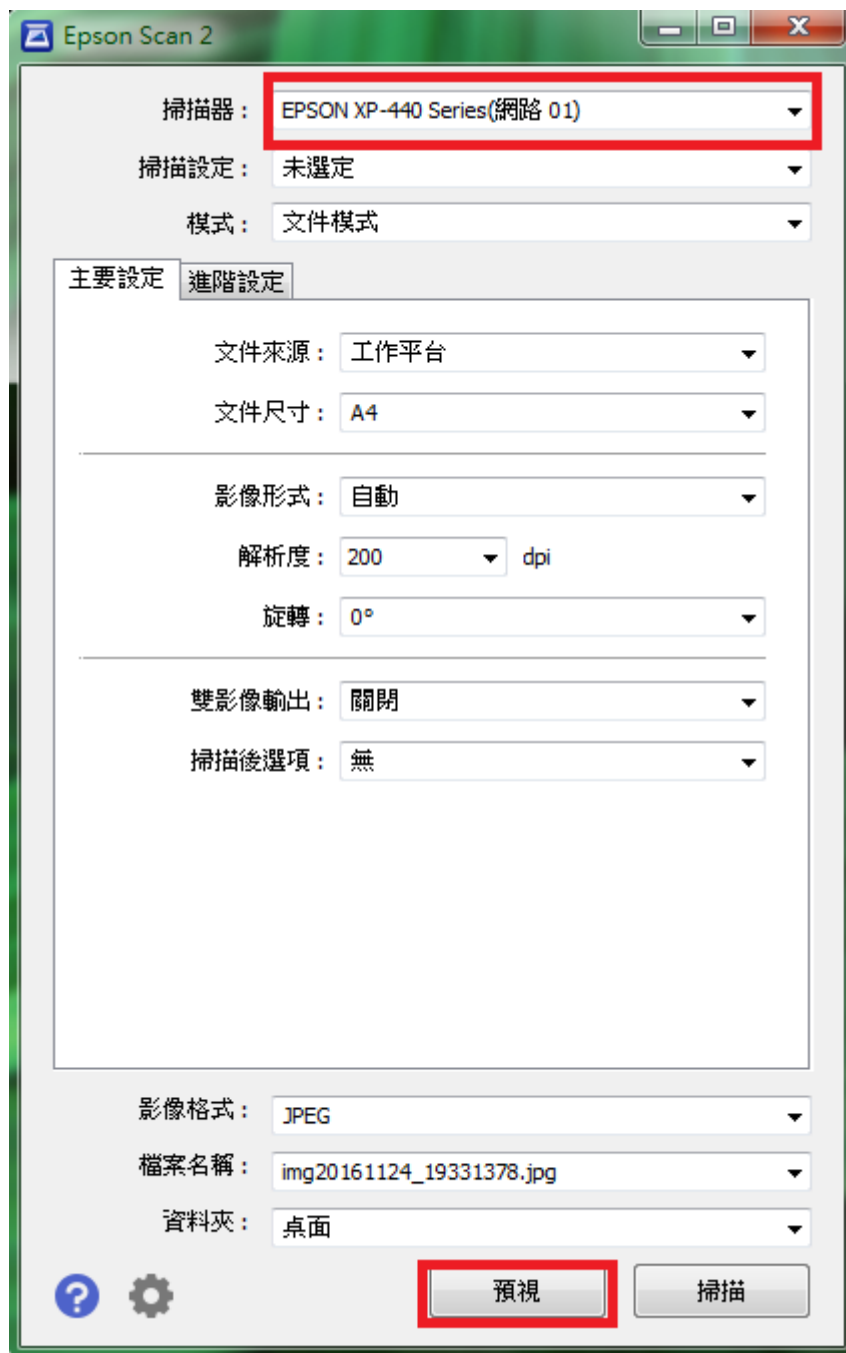 Epson Scan 2
掃描器： EPSON XP-440 Series(網路 01)
掃描設定： 未選定
模式： 文件模式
主要設定 進階設定
文件來源： 工作平台
文件尺寸： A4
影像形式： 自動
解析度： 200 dpi
旋轉： 0°
雙影像輸出： 關閉
掃描後選項： 無
影像格式： JPEG
檔案名稱： img20161124_19331378.jpg
資料夾： 桌面
預視 掃描